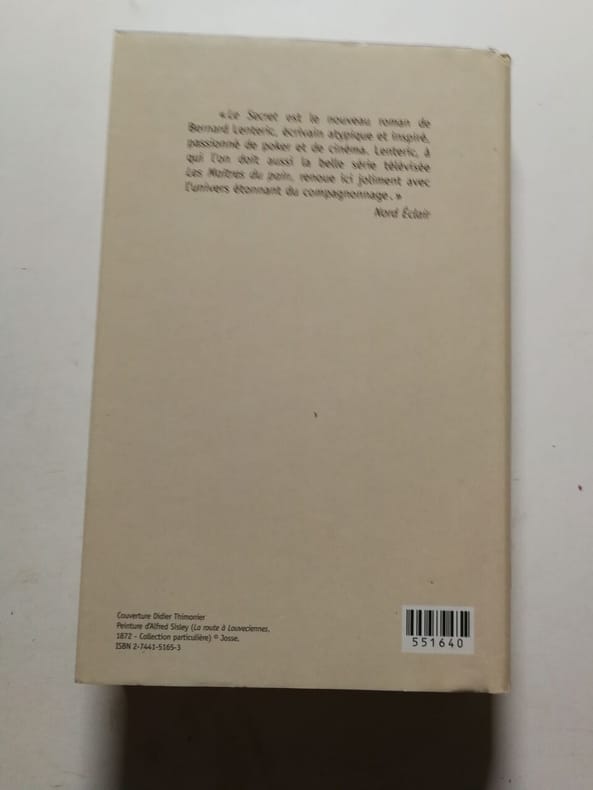 « Le Secret est le nouveau roman de
Bernard Lenteric, écrivain atypique et inspiré,
passionné de poker et de cinéma. Lenteric, à
qui l'on doit aussi la belle série télévisée
Les Maîtres du pain, renoue ici joliment avec
l'univers étonnant du compagnonnage. »
Nord Éclair
Couverture Didier Thimonier
Peinture d'Alfred Sisley (La route à Louveciennes,
1872 - Collection particulière) © Josse.
ISBN 2-7441-5165-3
551640